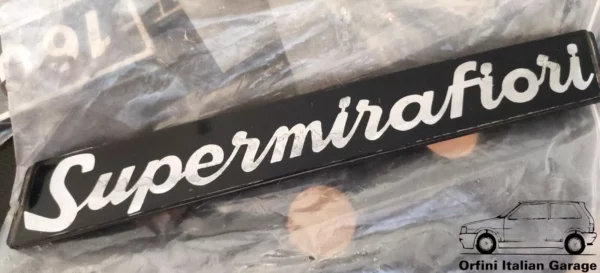 Supermirafiori
Orfini Italian Garage